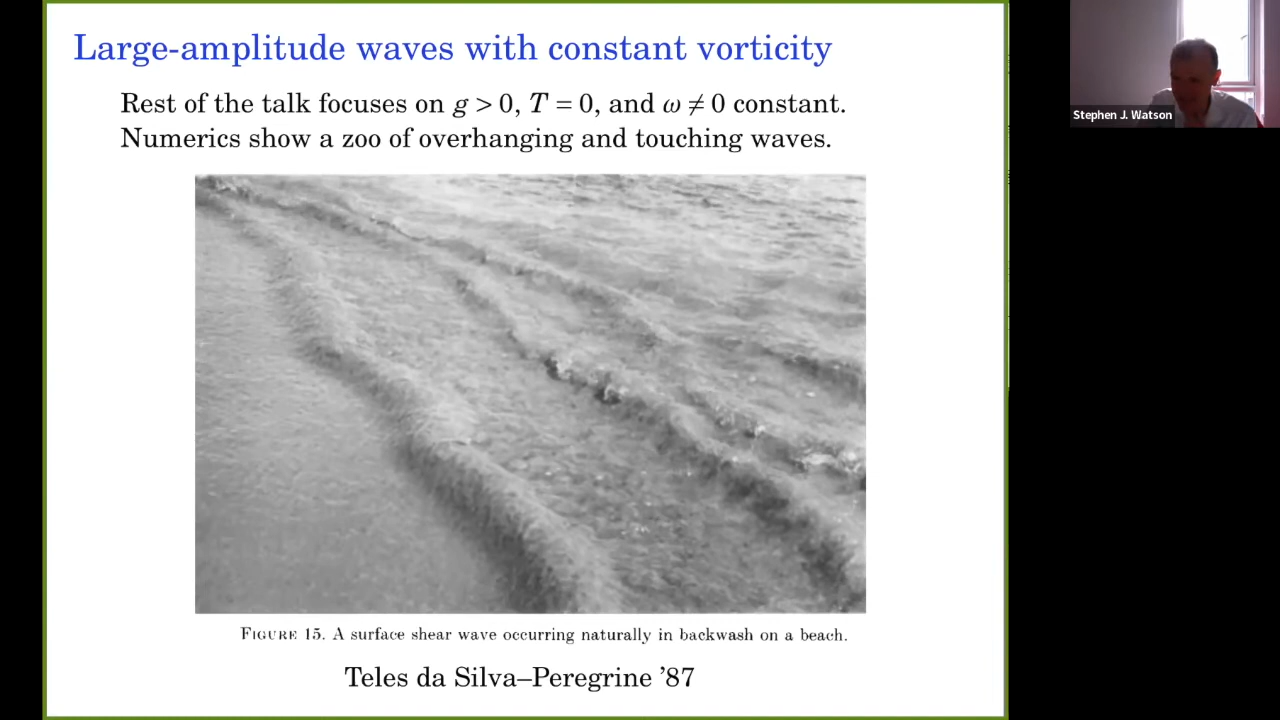 Large-amplitude waves with constant vorticity
Rest of the talk focuses on g > 0, T = 0, and ω ≠ 0 constant.
Numerics show a zoo of overhanging and touching waves.
FIGURE 15. A surface shear wave occurring naturally in backwash on a beach.
Teles da Silva–Peregrine ’87
Stephen J. Watson